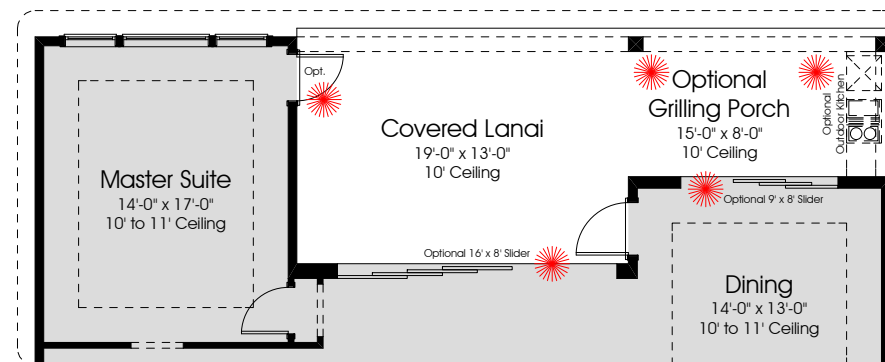 Opt.
Optional
Grilling Porch
15'-0" x 8'-0"
10' Ceiling
Optional
Outdoor Kitchen
Covered Lanai
19'-0" x 13'-0"
10' Ceiling
Master Suite
14'-0" x 17'-0"
10' to 11' Ceiling
Optional 9' x 8' Slider
Optional 16' x 8' Slider
Dining
14'-0" x 13'-0"
10' to 11' Ceiling